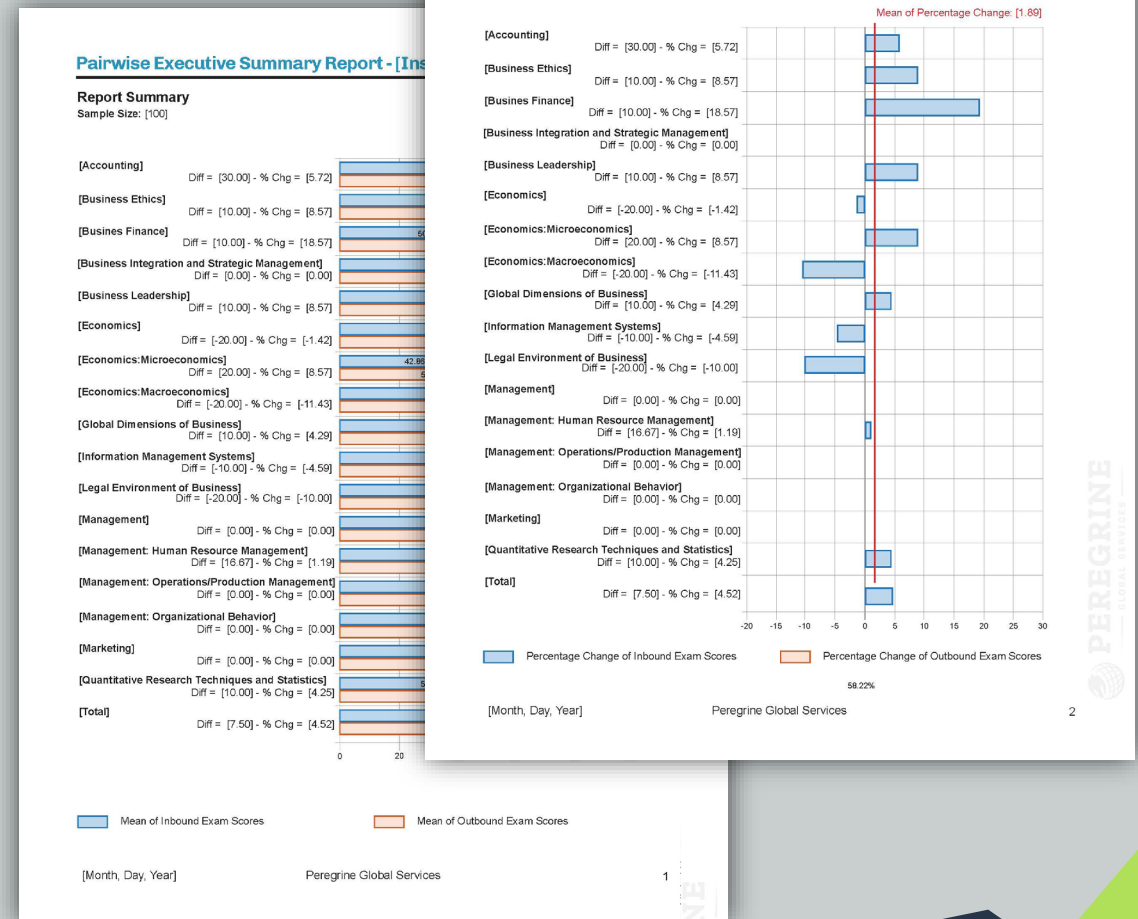 Pairwise Executive Summary Report - [Ins
Report Summary
Sample Size: [100]
[Accounting]
Diff = [30.00] - % Chg = [5.72]
[Business Ethics]
Diff = [10.00] - % Chg = [8.57]
[Busines Finance]
Diff = [10.00] - % Chg = [18.57]
[Business Integration and Strategic Management]
Diff = [0.00] - % Chg = [0.00]
[Business Leadership]
Diff = [10.00] - % Chg = [8.57]
[Economics]
Diff = [-20.00] - % Chg = [-1.42]
[Economics:Microeconomics]
42.86
Diff = [20.00] - % Chg = [8.57]
[Economics:Macroeconomics]
Diff = [-20.00] - % Chg = [-11.43]
[Global Dimensions of Business]
Diff = [10.00] - % Chg = [4.29]
[Information Management Systems]
Diff = [-10.00] - % Chg = [-4.59]
[Legal Environment of Business]
Diff = [-20.00] - % Chg = [-10.00]
[Management]
Diff = [0.00] - % Chg = [0.00]
[Management: Human Resource Management]
Diff = [16.67] - % Chg = [1.19]
[Management: Operations/Production Management]
Diff = [0.00] - % Chg = [0.00]
[Management: Organizational Behavior]
Diff = [0.00] - % Chg = [0.00]
[Marketing]
Diff = [0.00] - % Chg = [0.00]
[Quantitative Research Techniques and Statistics]
Diff = [10.00] - % Chg = [4.25]
[Total]
Diff = [7.50] - % Chg = [4.52]
0 20
Mean of Inbound Exam Scores Mean of Outbound Exam Scores
[Month, Day, Year] Peregrine Global Services 1
Mean of Percentage Change: [1.89]
[Accounting]
Diff = [30.00] - % Chg = [5.72]
[Business Ethics]
Diff = [10.00] - % Chg = [8.57]
[Busines Finance]
Diff = [10.00] - % Chg = [18.57]
[Business Integration and Strategic Management]
Diff = [0.00] - % Chg = [0.00]
[Business Leadership]
Diff = [10.00] - % Chg = [8.57]
[Economics]
Diff = [-20.00] - % Chg = [-1.42]
[Economics:Microeconomics]
Diff = [20.00] - % Chg = [8.57]
[Economics:Macroeconomics]
Diff = [-20.00] - % Chg = [-11.43]
[Global Dimensions of Business]
Diff = [10.00] - % Chg = [4.29]
[Information Management Systems]
Diff = [-10.00] - % Chg = [-4.59]
[Legal Environment of Business]
Diff = [-20.00] - % Chg = [-10.00]
[Management]
Diff = [0.00] - % Chg = [0.00]
[Management: Human Resource Management]
Diff = [16.67] - % Chg = [1.19]
[Management: Operations/Production Management]
Diff = [0.00] - % Chg = [0.00]
[Management: Organizational Behavior]
Diff = [0.00] - % Chg = [0.00]
[Marketing]
Diff = [0.00] - % Chg = [0.00]
[Quantitative Research Techniques and Statistics]
Diff = [10.00] - % Chg = [4.25]
[Total]
Diff = [7.50] - % Chg = [4.52]
-20 -15 -10 -5 0 5 10 15 20 25 30
Percentage Change of Inbound Exam Scores Percentage Change of Outbound Exam Scores
58.22%
[Month, Day, Year] Peregrine Global Services 2
PEREGRINE
GLOBAL SERVICES